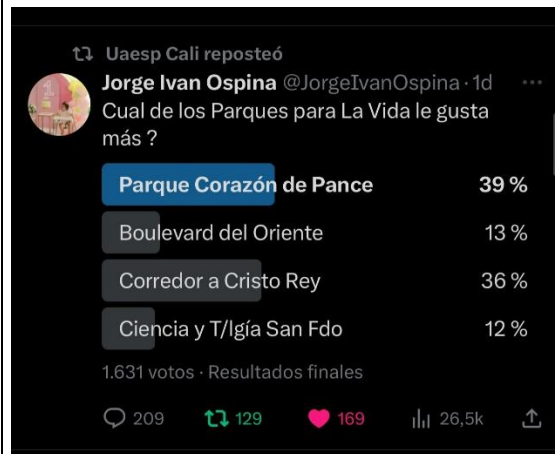 Uaesp Cali reposteó
Jorge Ivan Ospina @JorgeIvanOspina · 1d
Cual de los Parques para La Vida le gusta
más ?
Parque Corazón de Pance 39 %
Boulevard del Oriente 13 %
Corredor a Cristo Rey 36 %
Ciencia y T/lgía San Fdo 12 %
1.631 votos · Resultados finales
209 129 169 26,5k